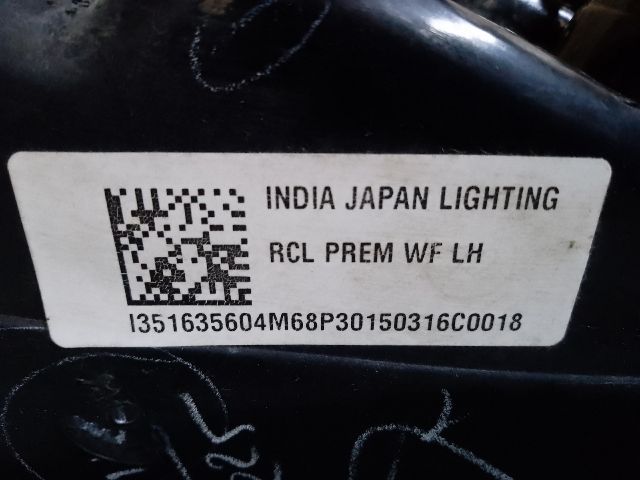 INDIA JAPAN LIGHTING
RCL PREM WF LH
I351635604M68P30150316C0018